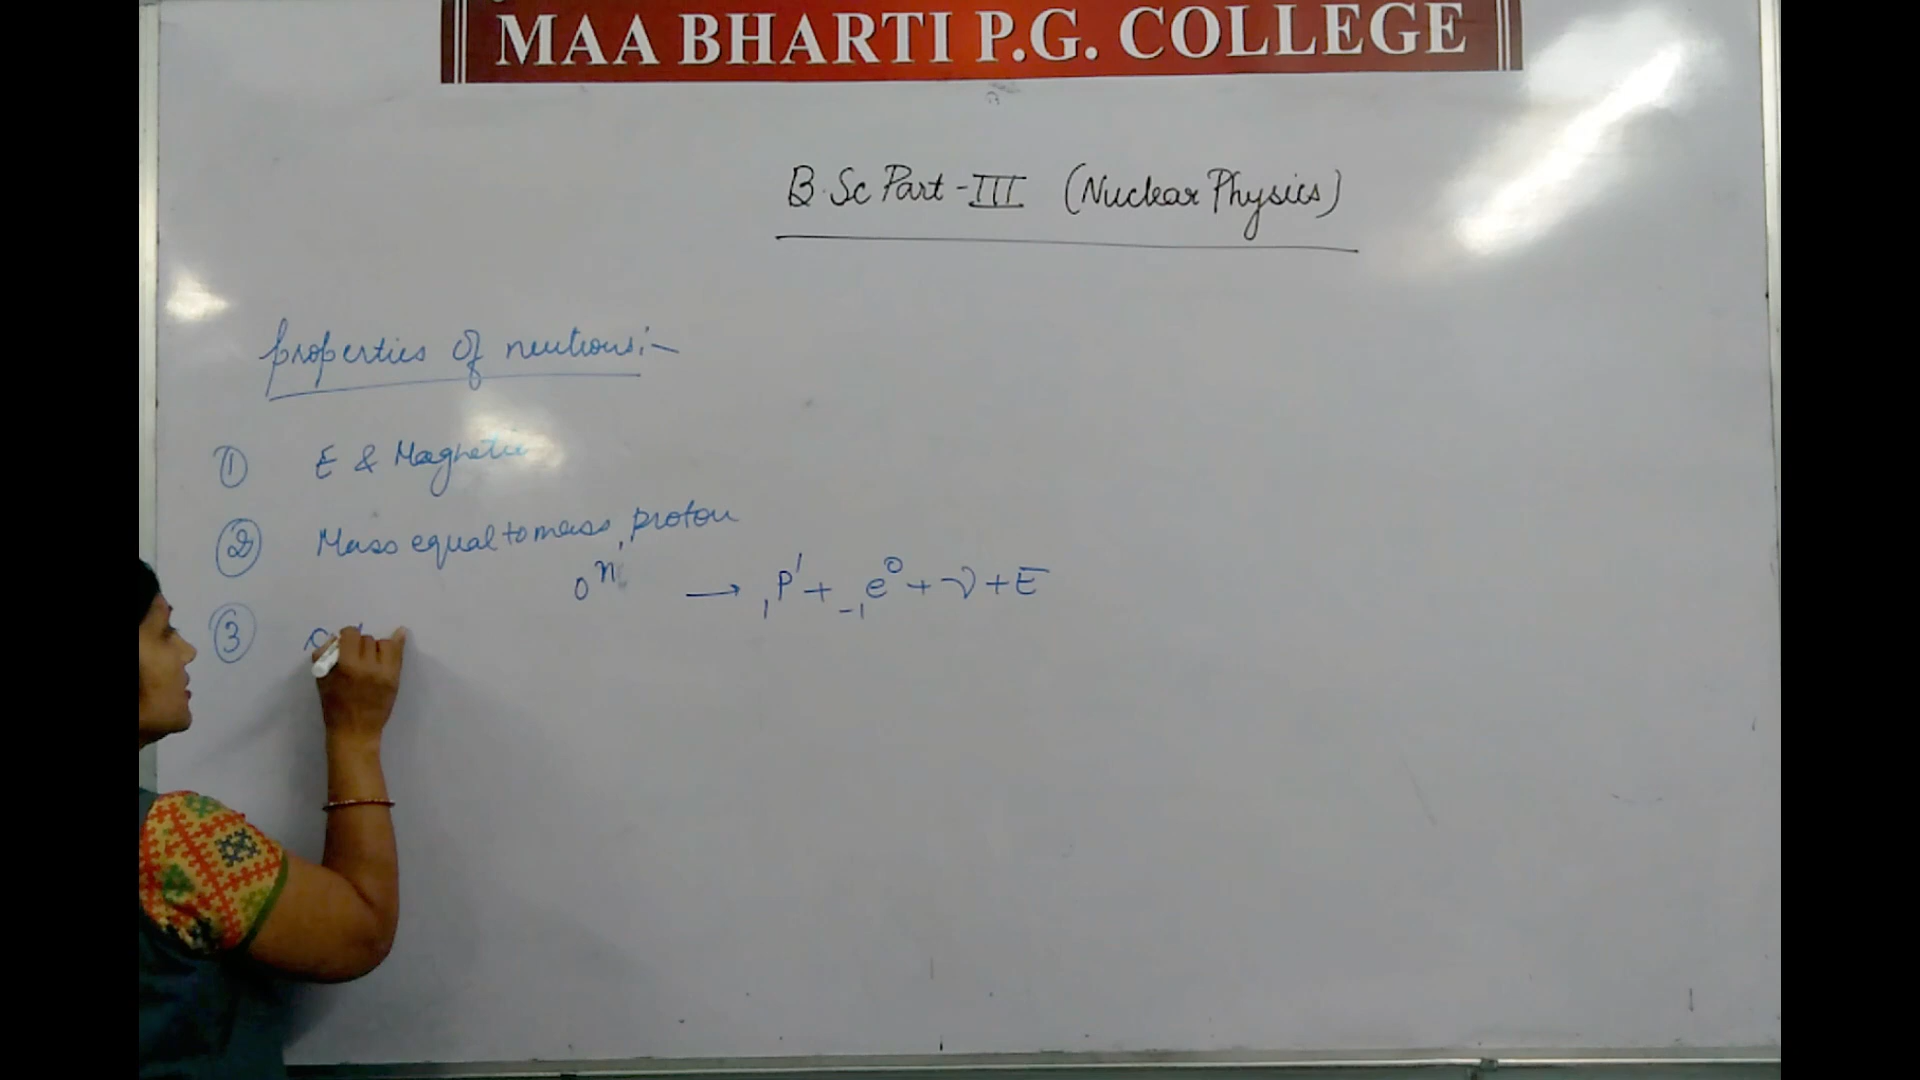 MAA BHARTI P.G. COLLEGE
B.Sc Part-III (Nuclear Physics)
properties of neutrons:-
① E & Magnetic
② Mass equal to mass, proton
₀n¹ → ₁P¹ + ₋₁e⁰ + ν + E
③